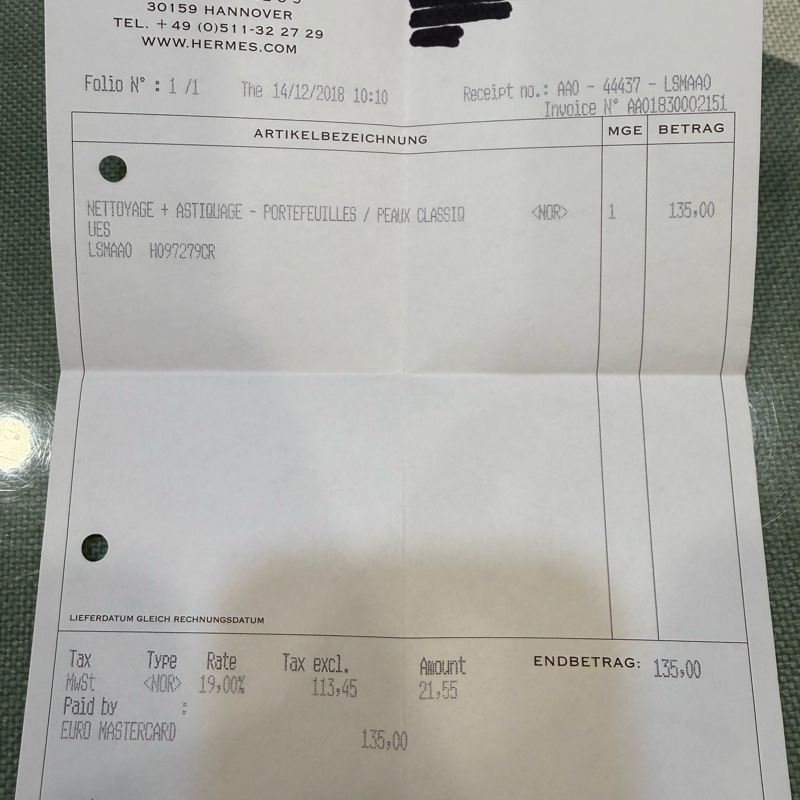 30159 HANNOVER
TEL. + 49 (0)511-32 27 29
WWW.HERMES.COM
Folio N° : 1 /1 The 14/12/2018 10:10 Receipt no.: AAO - 44437 - LSMAAO
Invoice N° AA01830002151
ARTIKELBEZEICHNUNG MGE BETRAG
NETTOYAGE + ASTIQUAGE - PORTEFEUILLES / PEAUX CLASSIQ <NOR> 1 135,00
UES
LSMAAO H097279CR
LIEFERDATUM GLEICH RECHNUNGSDATUM
Tax Type Rate Tax excl. Amount ENDBETRAG: 135,00
MwSt <NOR> 19,00% 113,45 21,55
Paid by :
EURO MASTERCARD 135,00